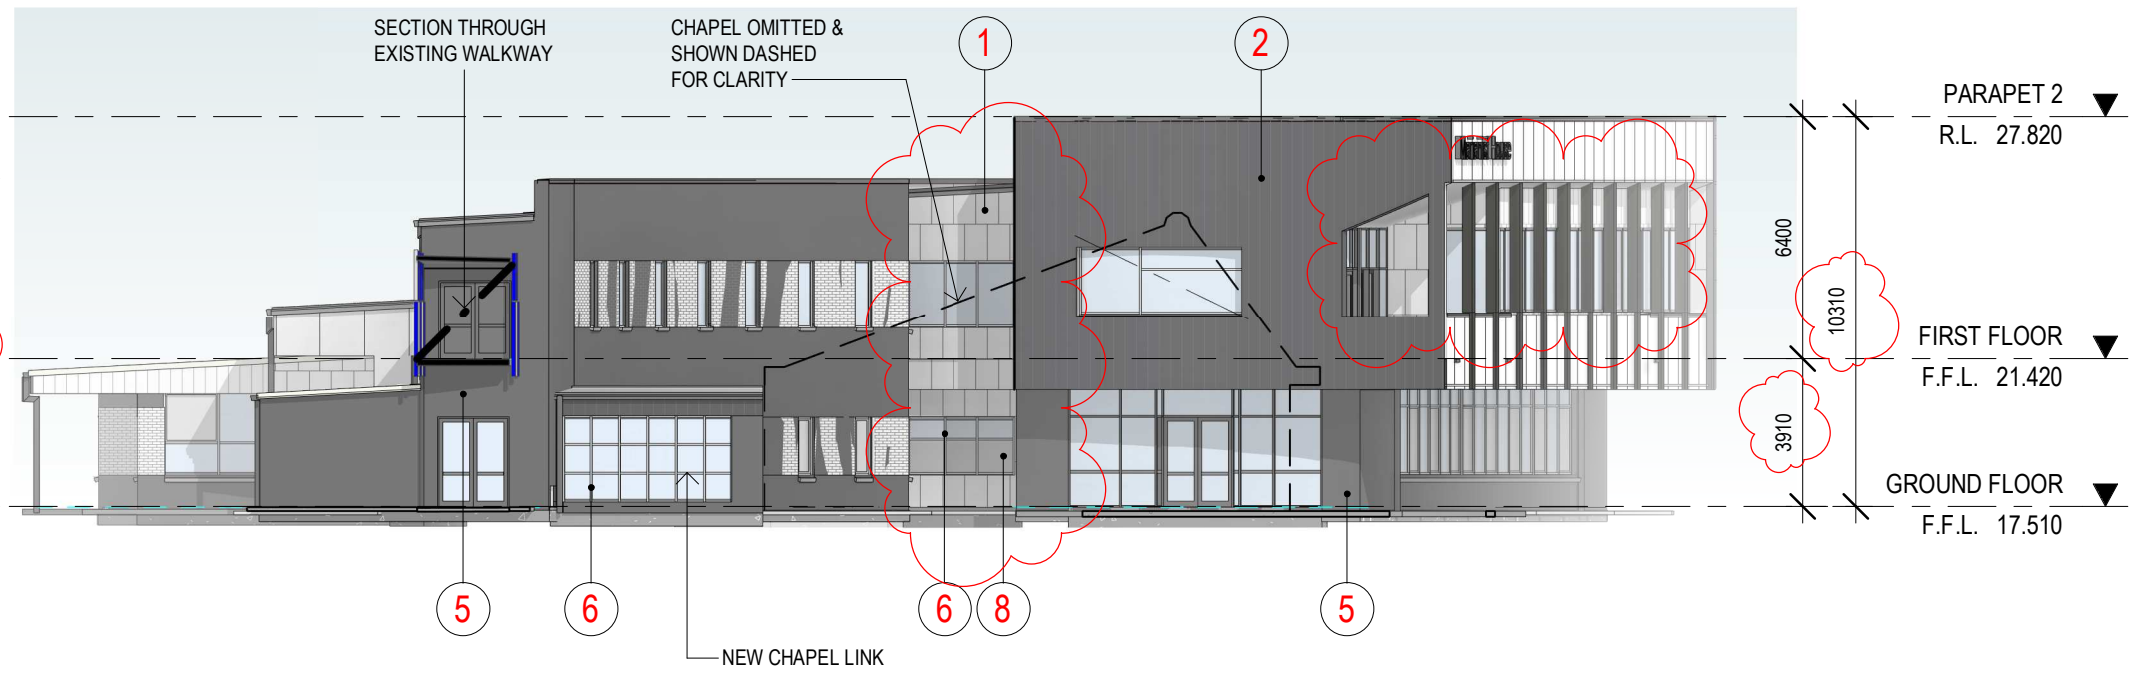 SECTION THROUGH
EXISTING WALKWAY
CHAPEL OMITTED &
SHOWN DASHED
FOR CLARITY
1
2
PARAPET 2
R.L. 27.820
6400
10310
FIRST FLOOR
F.F.L. 21.420
3910
GROUND FLOOR
F.F.L. 17.510
5
6
6
8
5
NEW CHAPEL LINK